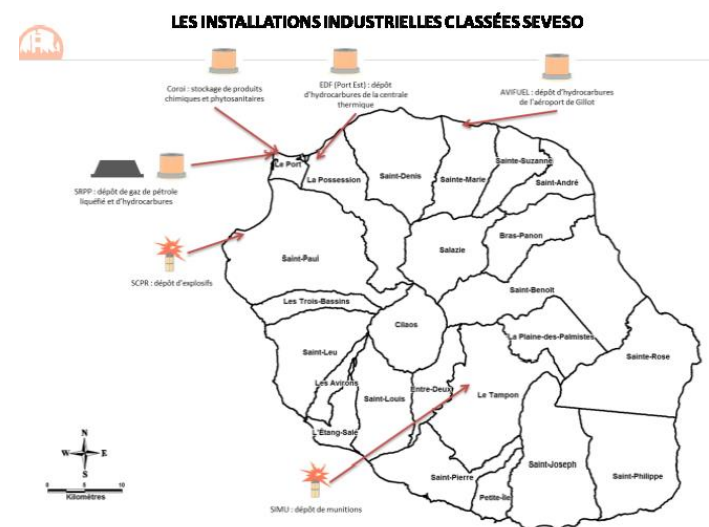 LES INSTALLATIONS INDUSTRIELLES CLASSÉES SEVESO
Coroi : stockage de produits
chimiques et phytosanitaires
EDF (Port Est) : dépôt
d'hydrocarbures de la centrale
thermique
AVIFUEL : dépôt d'hydrocarbures
de l'aéroport de Gillot
SRPP : dépôt de gaz de pétrole
liquéfié et d'hydrocarbures
SCPR : dépôt d'explosifs
Le Port
La Possession
Saint-Denis
Sainte-Marie
Sainte-Suzanne
Saint-André
Saint-Paul
Salazie
Bras-Panon
Saint-Benoît
Les Trois-Bassins
Cilaos
La Plaine-des-Palmistes
Sainte-Rose
Saint-Leu
Les Avirons
Saint-Louis
Entre-Deux
Le Tampon
L'Étang-Salé
Saint-Pierre
Petite-Île
Saint-Joseph
Saint-Philippe
SIMU : dépôt de munitions
N
W
E
S
0
5
10
Kilomètres